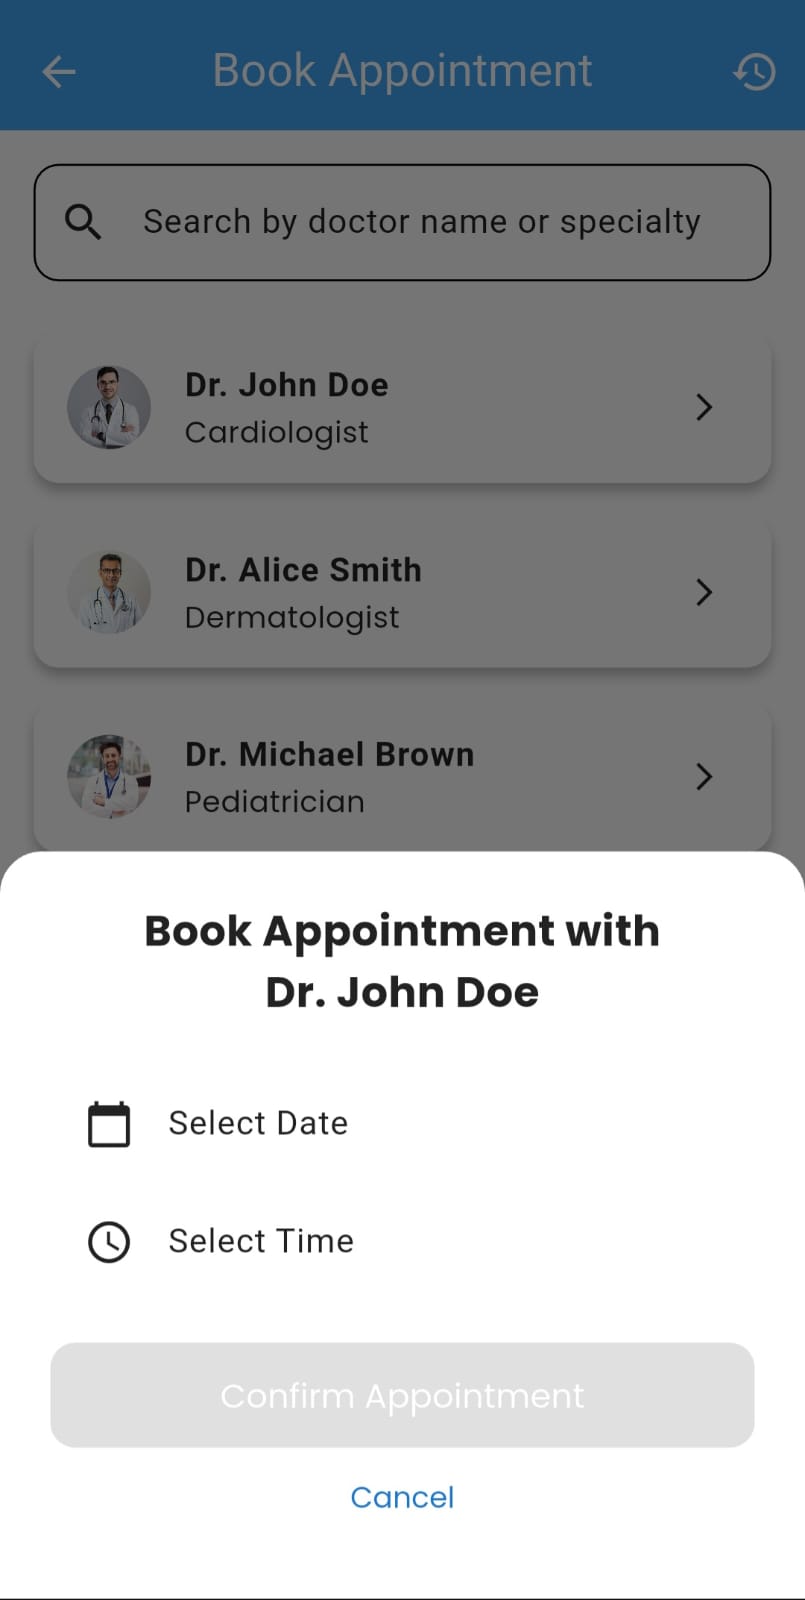 Book Appointment
Search by doctor name or specialty
Dr. John Doe
Cardiologist
Dr. Alice Smith
Dermatologist
Dr. Michael Brown
Pediatrician
Book Appointment with
Dr. John Doe
Select Date
Select Time
Confirm Appointment
Cancel